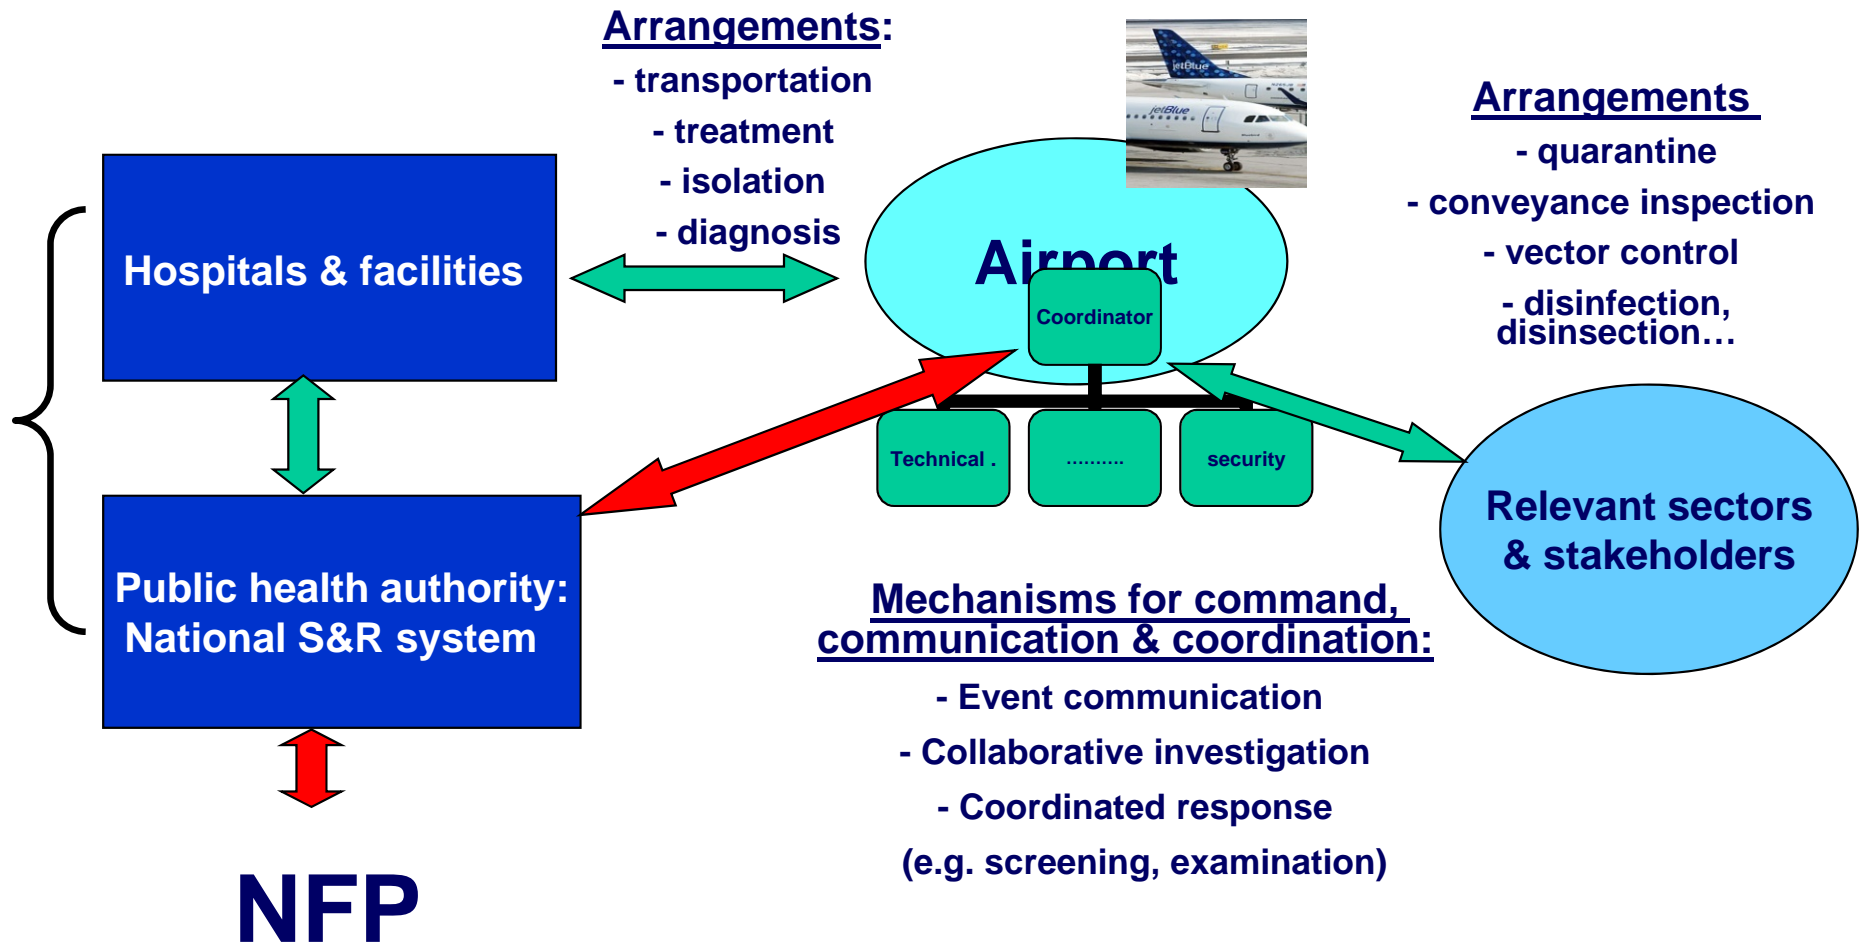 Arrangements:
- transportation
- treatment
- isolation
- diagnosis
jetBlue
jetBlue
Arrangements
- quarantine
- conveyance inspection
- vector control
- disinfection,
disinsection…
Hospitals & facilities
Airport
Coordinator
Technical .
……….
security
Relevant sectors
& stakeholders
Public health authority:
National S&R system
Mechanisms for command,
communication & coordination:
- Event communication
- Collaborative investigation
- Coordinated response
(e.g. screening, examination)
NFP